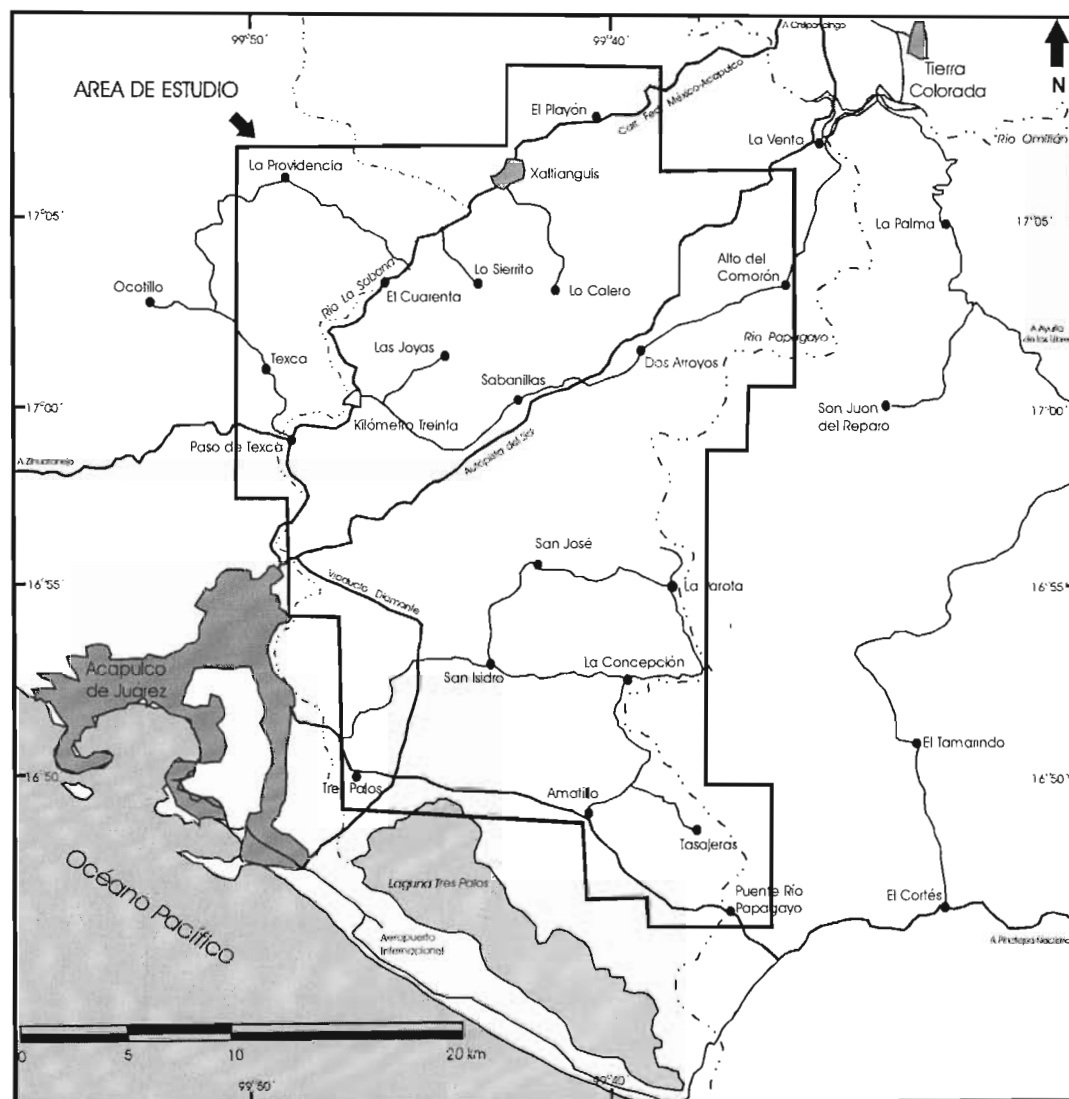 99°50'
99°40'
A Chilpancingo
Tierra
Colorada
N
AREA DE ESTUDIO
El Playón
Carr. Fed. México-Acapulco
La Venta
Río Omitlán
La Providencia
Xaltianguis
17°05'
17°05'
La Palma
Alto del
Comorón
Río La Sabana
Lo Sierrito
Ocotillo
El Cuarenta
Lo Calero
Río Papagayo
Las Joyas
Texca
Dos Arroyos
Sabanillas
17°00'
17°00'
Kilómetro Treinta
San Juan
del Reparo
Paso de Texca
A Zihuatanejo
Autopista del Sol
San José
16°55'
La Parota
16°55'
Viaducto Diamante
La Concepción
Acapulco
de Juárez
San Isidro
El Tamarindo
16°50'
16°50'
Tres Palos
Amatillo
Tasajeras
Océano Pacífico
Laguna Tres Palos
Puente Río
Papagayo
El Cortés
Aeropuerto
Internacional
A Pinotepa Nacional
0
5
10
20 km
99°50'
99°40'